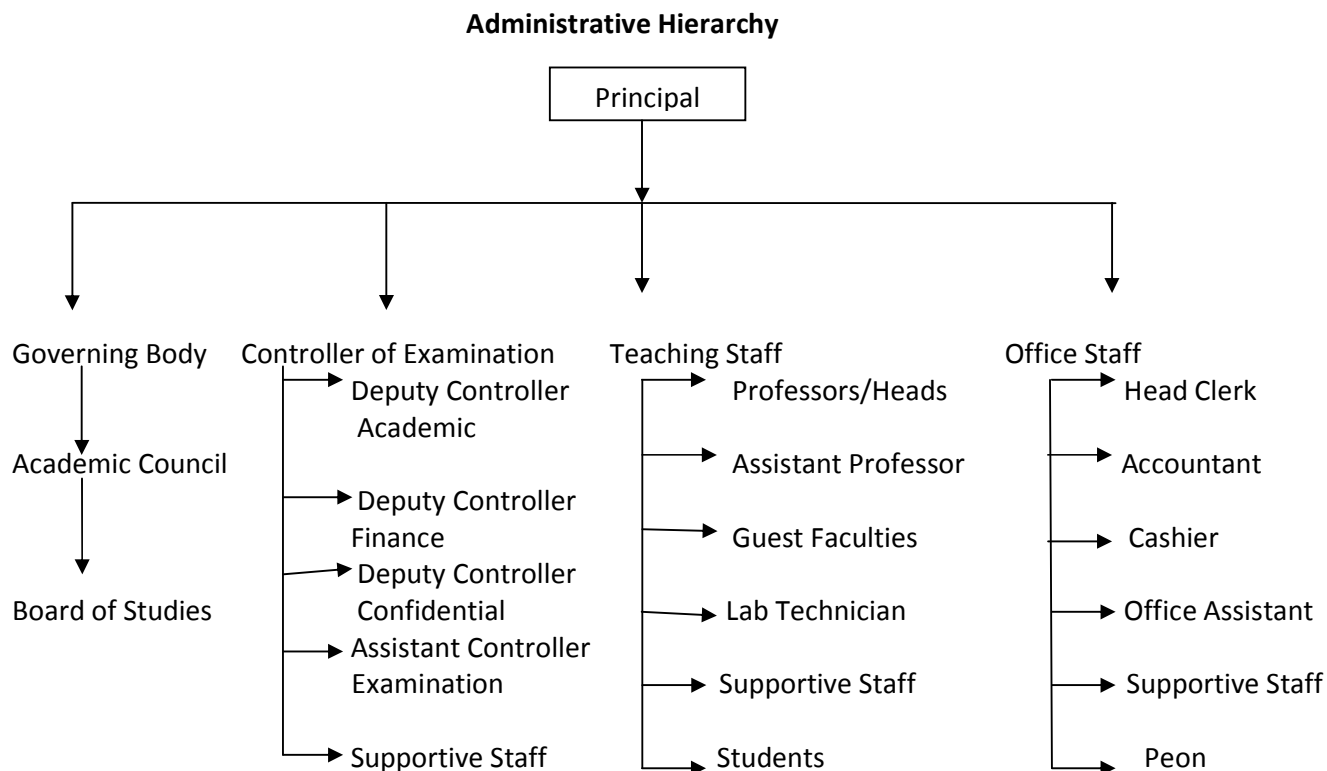 Administrative Hierarchy
Principal
Governing Body
Academic Council
Board of Studies
Controller of Examination
Deputy Controller
Academic
Deputy Controller
Finance
Deputy Controller
Confidential
Assistant Controller
Examination
Supportive Staff
Teaching Staff
Professors/Heads
Assistant Professor
Guest Faculties
Lab Technician
Supportive Staff
Students
Office Staff
Head Clerk
Accountant
Cashier
Office Assistant
Supportive Staff
Peon